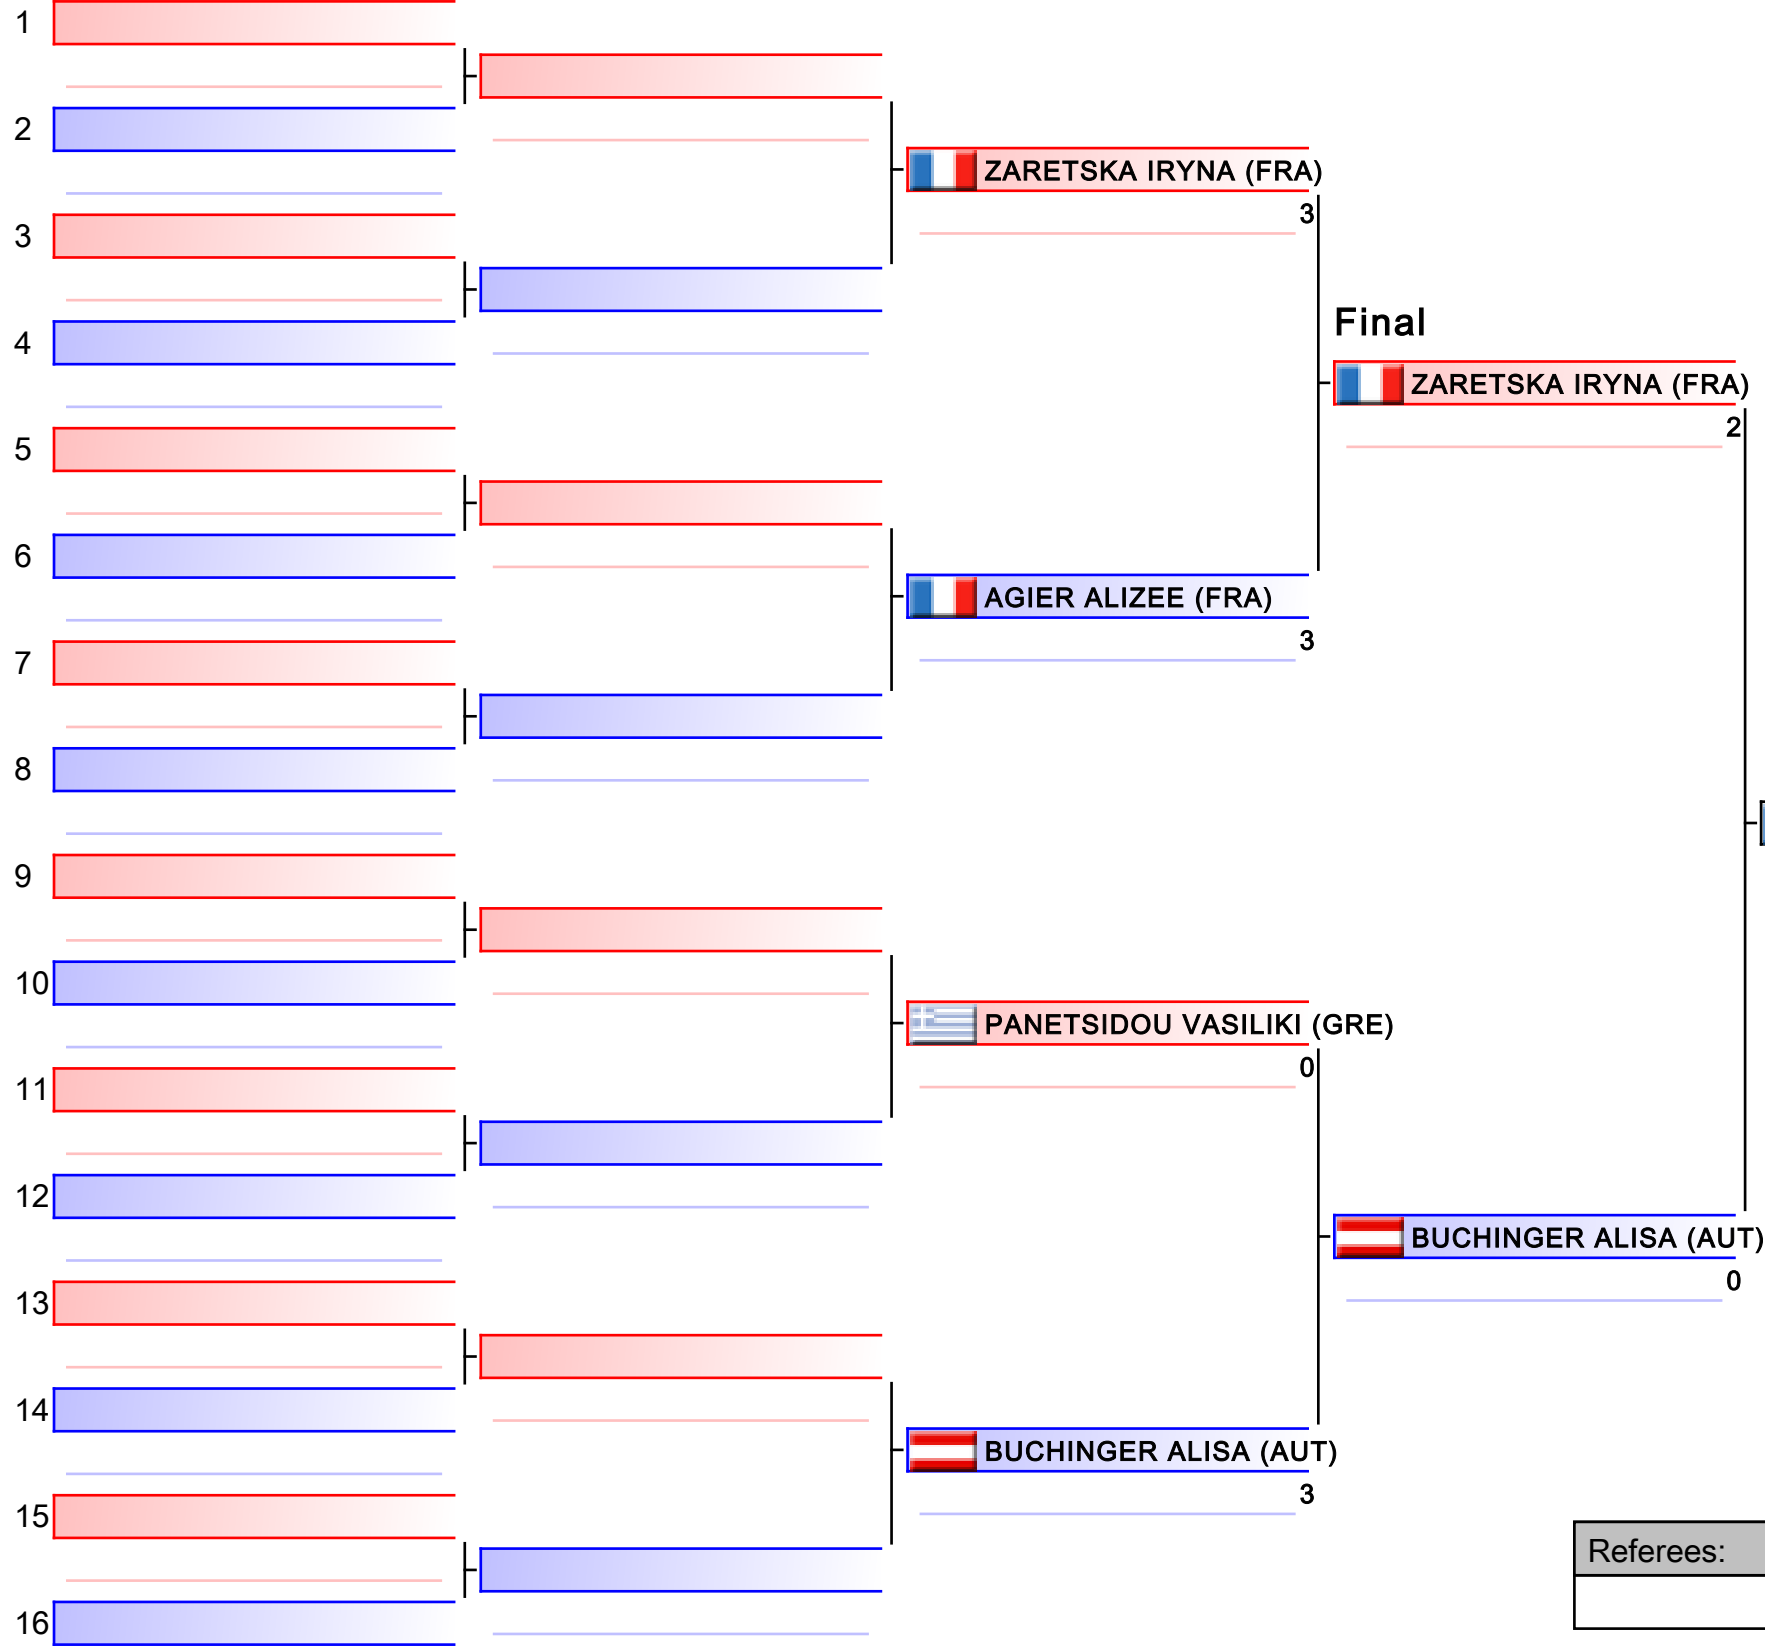 1
2
ZARETSKA IRYNA (FRA)
3
3
Final
4
ZARETSKA IRYNA (FRA)
2
5
6
AGIER ALIZEE (FRA)
3
7
8
9
10
PANETSIDOU VASILIKI (GRE)
0
11
12
BUCHINGER ALISA (AUT)
0
13
14
BUCHINGER ALISA (AUT)
3
15
Referees:
16